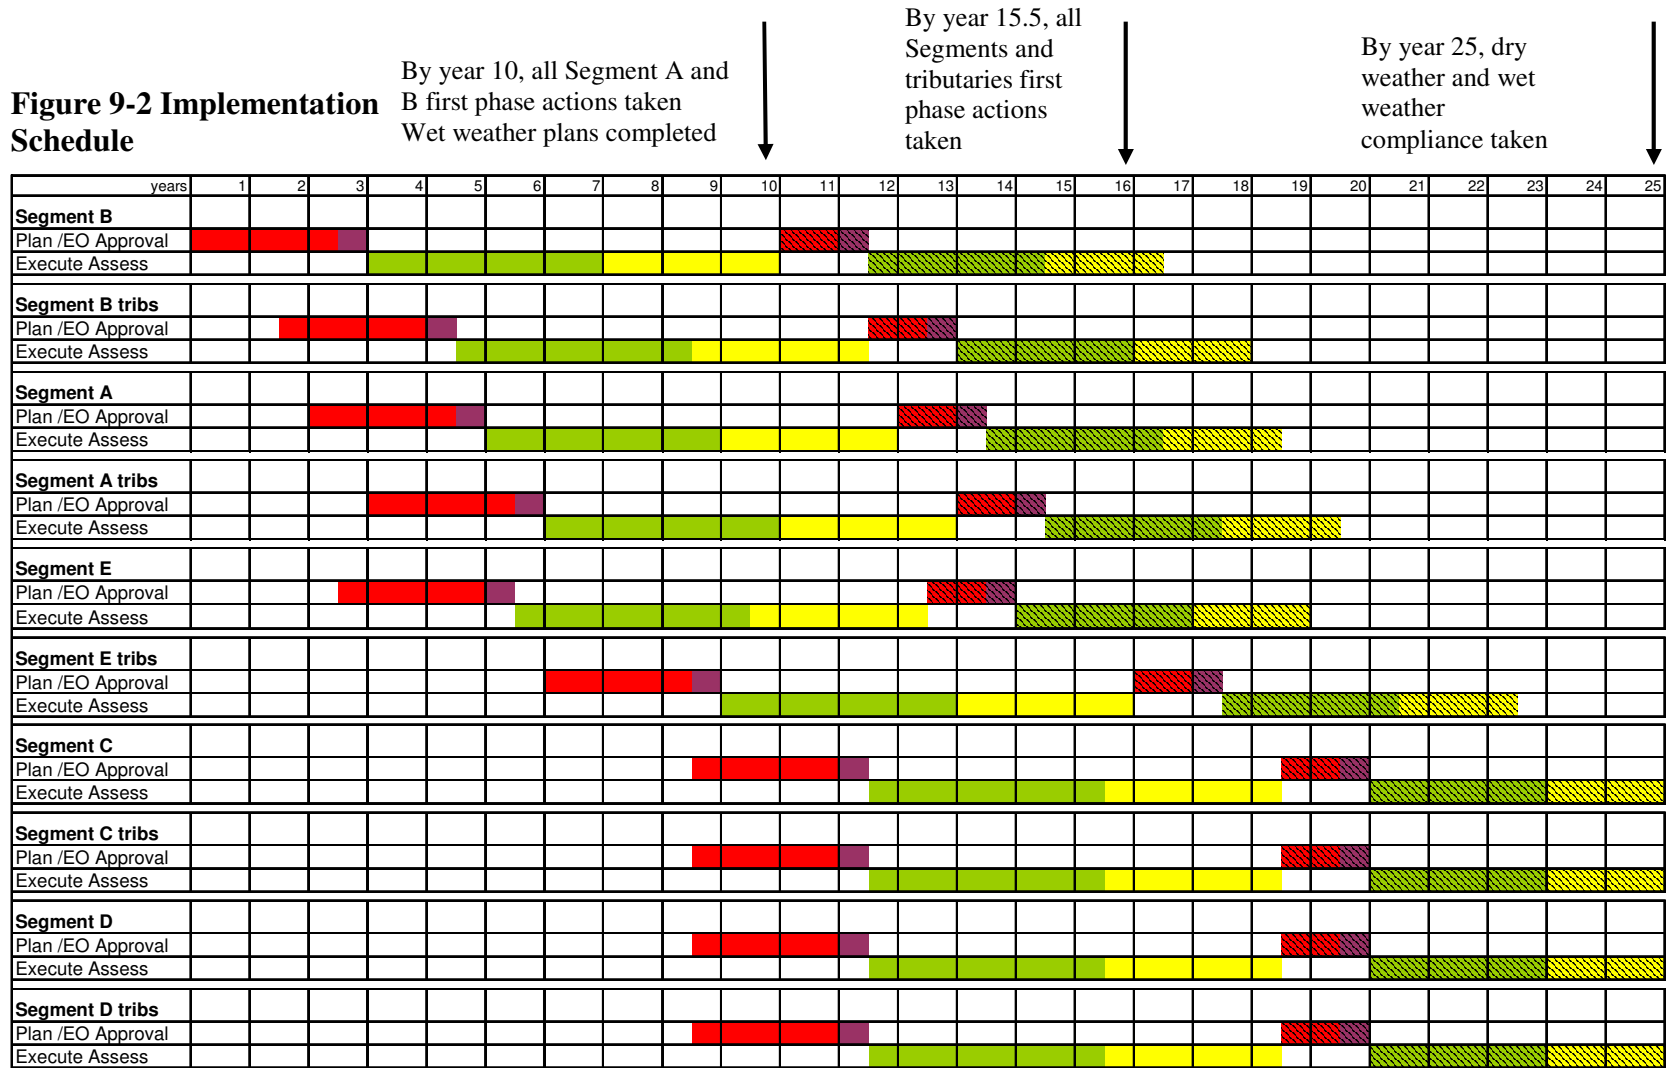 By year 10, all Segment A and
B first phase actions taken
Wet weather plans completed
By year 15.5, all
Segments and
tributaries first
phase actions
taken
By year 25, dry
weather and wet
weather
compliance taken
Figure 9-2 Implementation
Schedule
years 1 2 3 4 5 6 7 8 9 10 11 12 13 14 15 16 17 18 19 20 21 22 23 24 25
Segment B
Plan /EO Approval
Execute Assess
Segment B tribs
Plan /EO Approval
Execute Assess
Segment A
Plan /EO Approval
Execute Assess
Segment A tribs
Plan /EO Approval
Execute Assess
Segment E
Plan /EO Approval
Execute Assess
Segment E tribs
Plan /EO Approval
Execute Assess
Segment C
Plan /EO Approval
Execute Assess
Segment C tribs
Plan /EO Approval
Execute Assess
Segment D
Plan /EO Approval
Execute Assess
Segment D tribs
Plan /EO Approval
Execute Assess